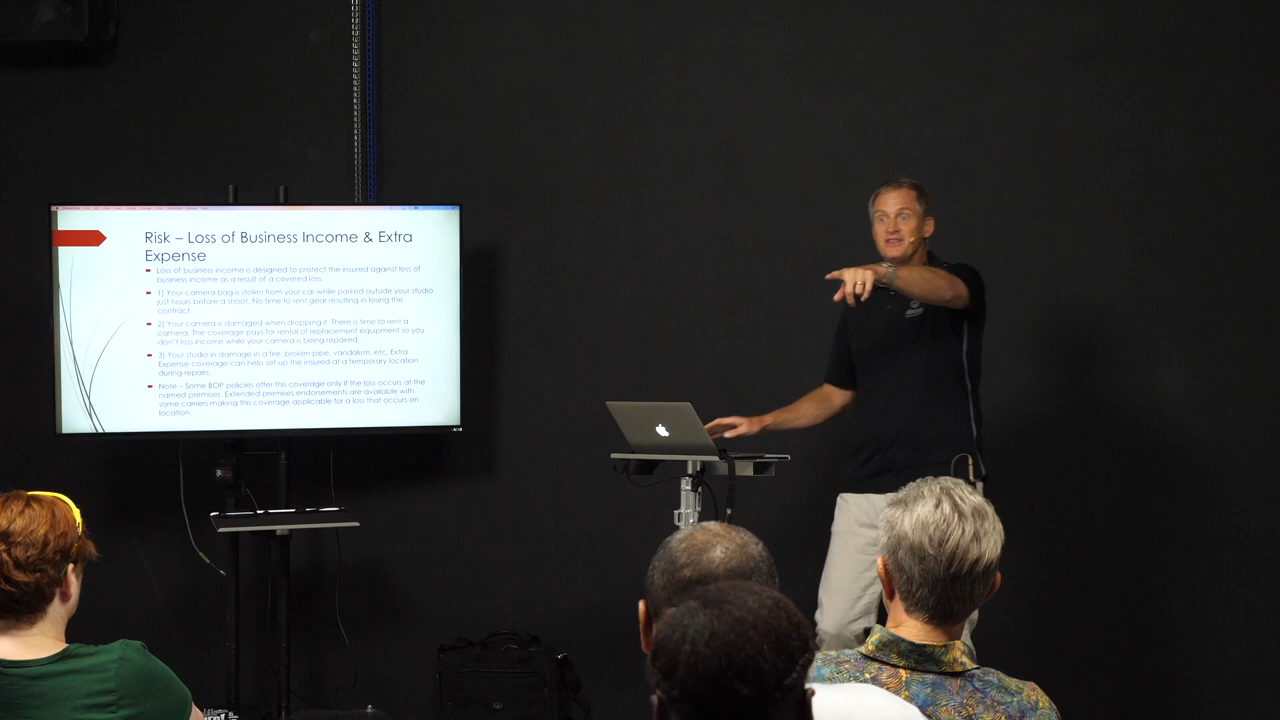 Risk – Loss of Business Income & Extra
Expense
Loss of business income is designed to protect the insured against loss of
business income as a result of a covered loss.
1) Your camera bag is stolen from your car while parked outside your studio
just hours before a shoot. No time to rent gear resulting in losing the
contract.
2) Your camera is damaged when dropping it. There is time to rent a
camera. The coverage pays for rental of replacement equipment so you
don't lose income while your camera is being repaired.
3) Your studio in damage in a fee, broken pipe, vandalism, etc. Extra
Expense coverage can help set up the insured at a temporary location
during repairs.
Note – Some BOP policies offer this coverage only if the loss occurs at the
named premises. Extended premises endorsements are available with
some carriers making this coverage applicable for a loss that occurs on
location.